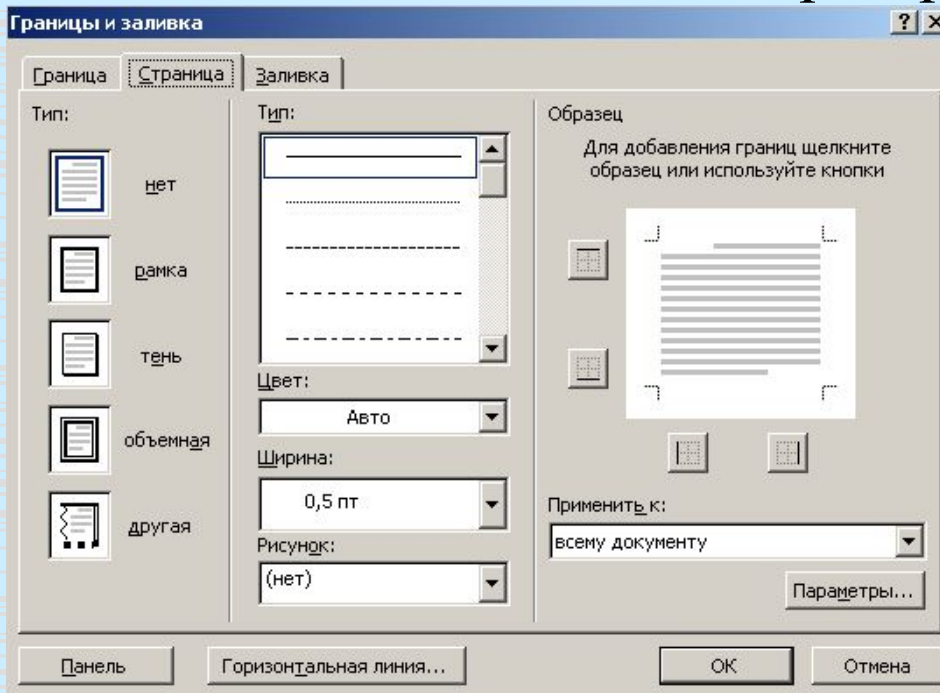 Границы и заливка
Граница
Страница
Заливка
Тип:
нет
рамка
тень
объемная
другая
Тип:
Цвет:
Авто
Ширина:
0,5 пт
Рисунок:
(нет)
Образец
Для добавления границ щелкните
образец или используйте кнопки
Применить к:
всему документу
Параметры...
Панель
Горизонтальная линия...
ОК
Отмена